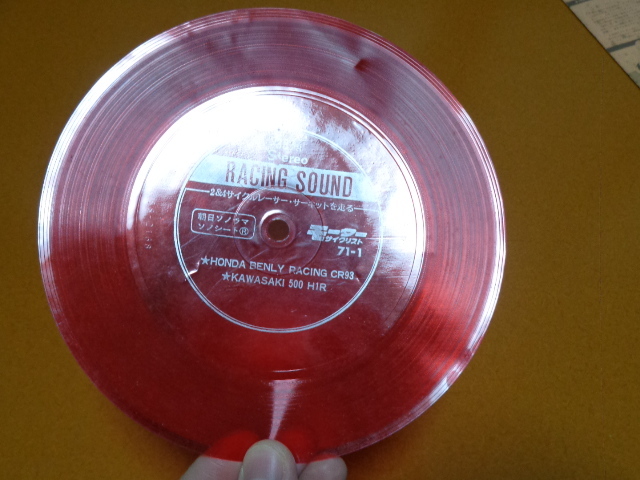 Stereo
RACING SOUND
2&4サイクルレーサー・サーキットを走る
朝日ソノラマ
ソノシートⓇ
モーター
サイクリスト
71-1
★HONDA BENLY RACING CR93
★KAWASAKI 500 H1R